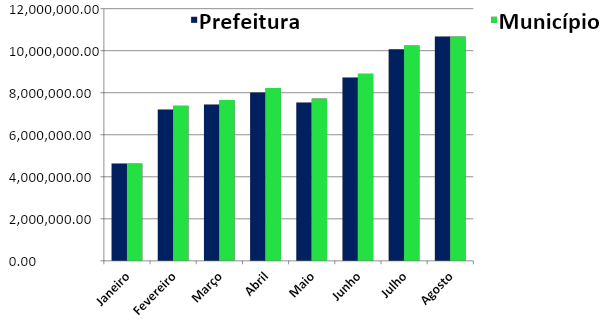 Prefeitura
Município
12,000,000.00
10,000,000.00
8,000,000.00
6,000,000.00
4,000,000.00
2,000,000.00
0.00
Janeiro
Fevereiro
Março
Abril
Maio
Junho
Julho
Agosto